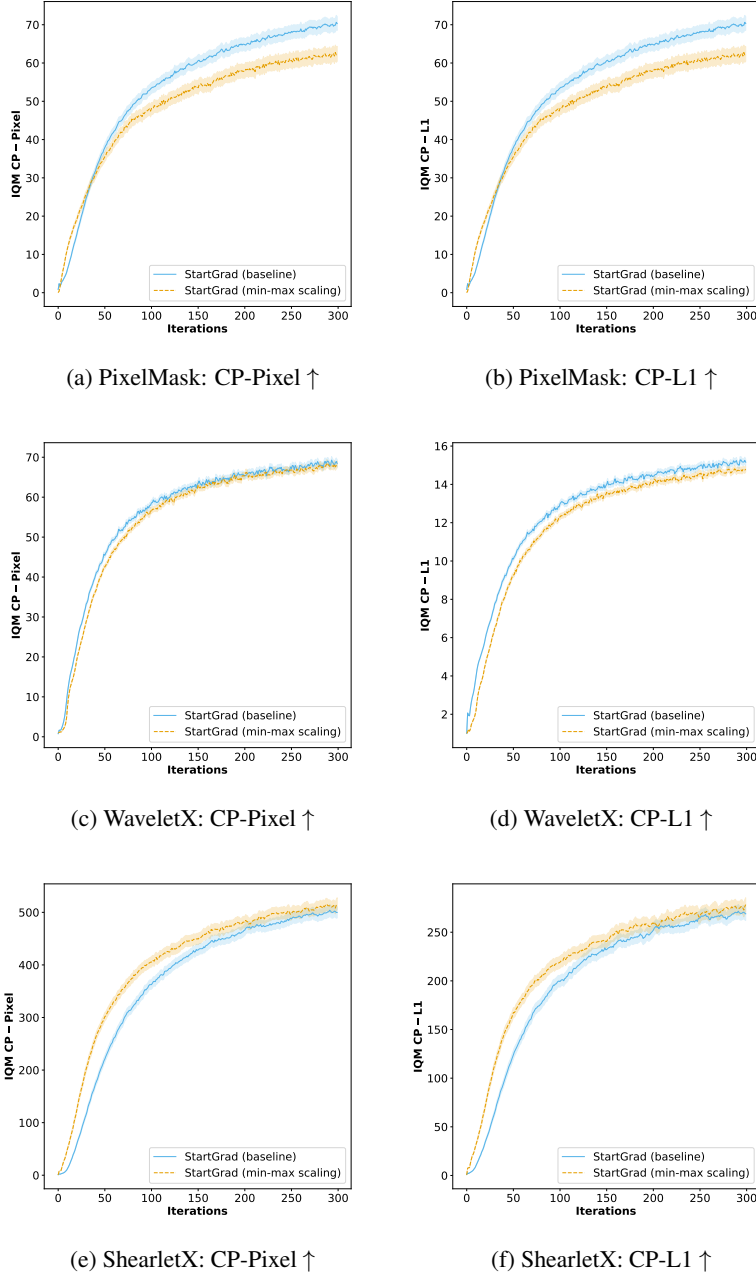 70
60
50
40
30
20
10
0
IQM CP – Pixel
StartGrad (baseline)
StartGrad (min-max scaling)
0 50 100 150 200 250 300
Iterations
(a) PixelMask: CP-Pixel ↑
70
60
50
40
30
20
10
0
IQM CP – L1
StartGrad (baseline)
StartGrad (min-max scaling)
0 50 100 150 200 250 300
Iterations
(b) PixelMask: CP-L1 ↑
70
60
50
40
30
20
10
0
IQM CP – Pixel
StartGrad (baseline)
StartGrad (min-max scaling)
0 50 100 150 200 250 300
Iterations
(c) WaveletX: CP-Pixel ↑
16
14
12
10
8
6
4
2
IQM CP – L1
StartGrad (baseline)
StartGrad (min-max scaling)
0 50 100 150 200 250 300
Iterations
(d) WaveletX: CP-L1 ↑
500
400
300
200
100
0
IQM CP – Pixel
StartGrad (baseline)
StartGrad (min-max scaling)
0 50 100 150 200 250 300
Iterations
(e) ShearletX: CP-Pixel ↑
250
200
150
100
50
0
IQM CP – L1
StartGrad (baseline)
StartGrad (min-max scaling)
0 50 100 150 200 250 300
Iterations
(f) ShearletX: CP-L1 ↑